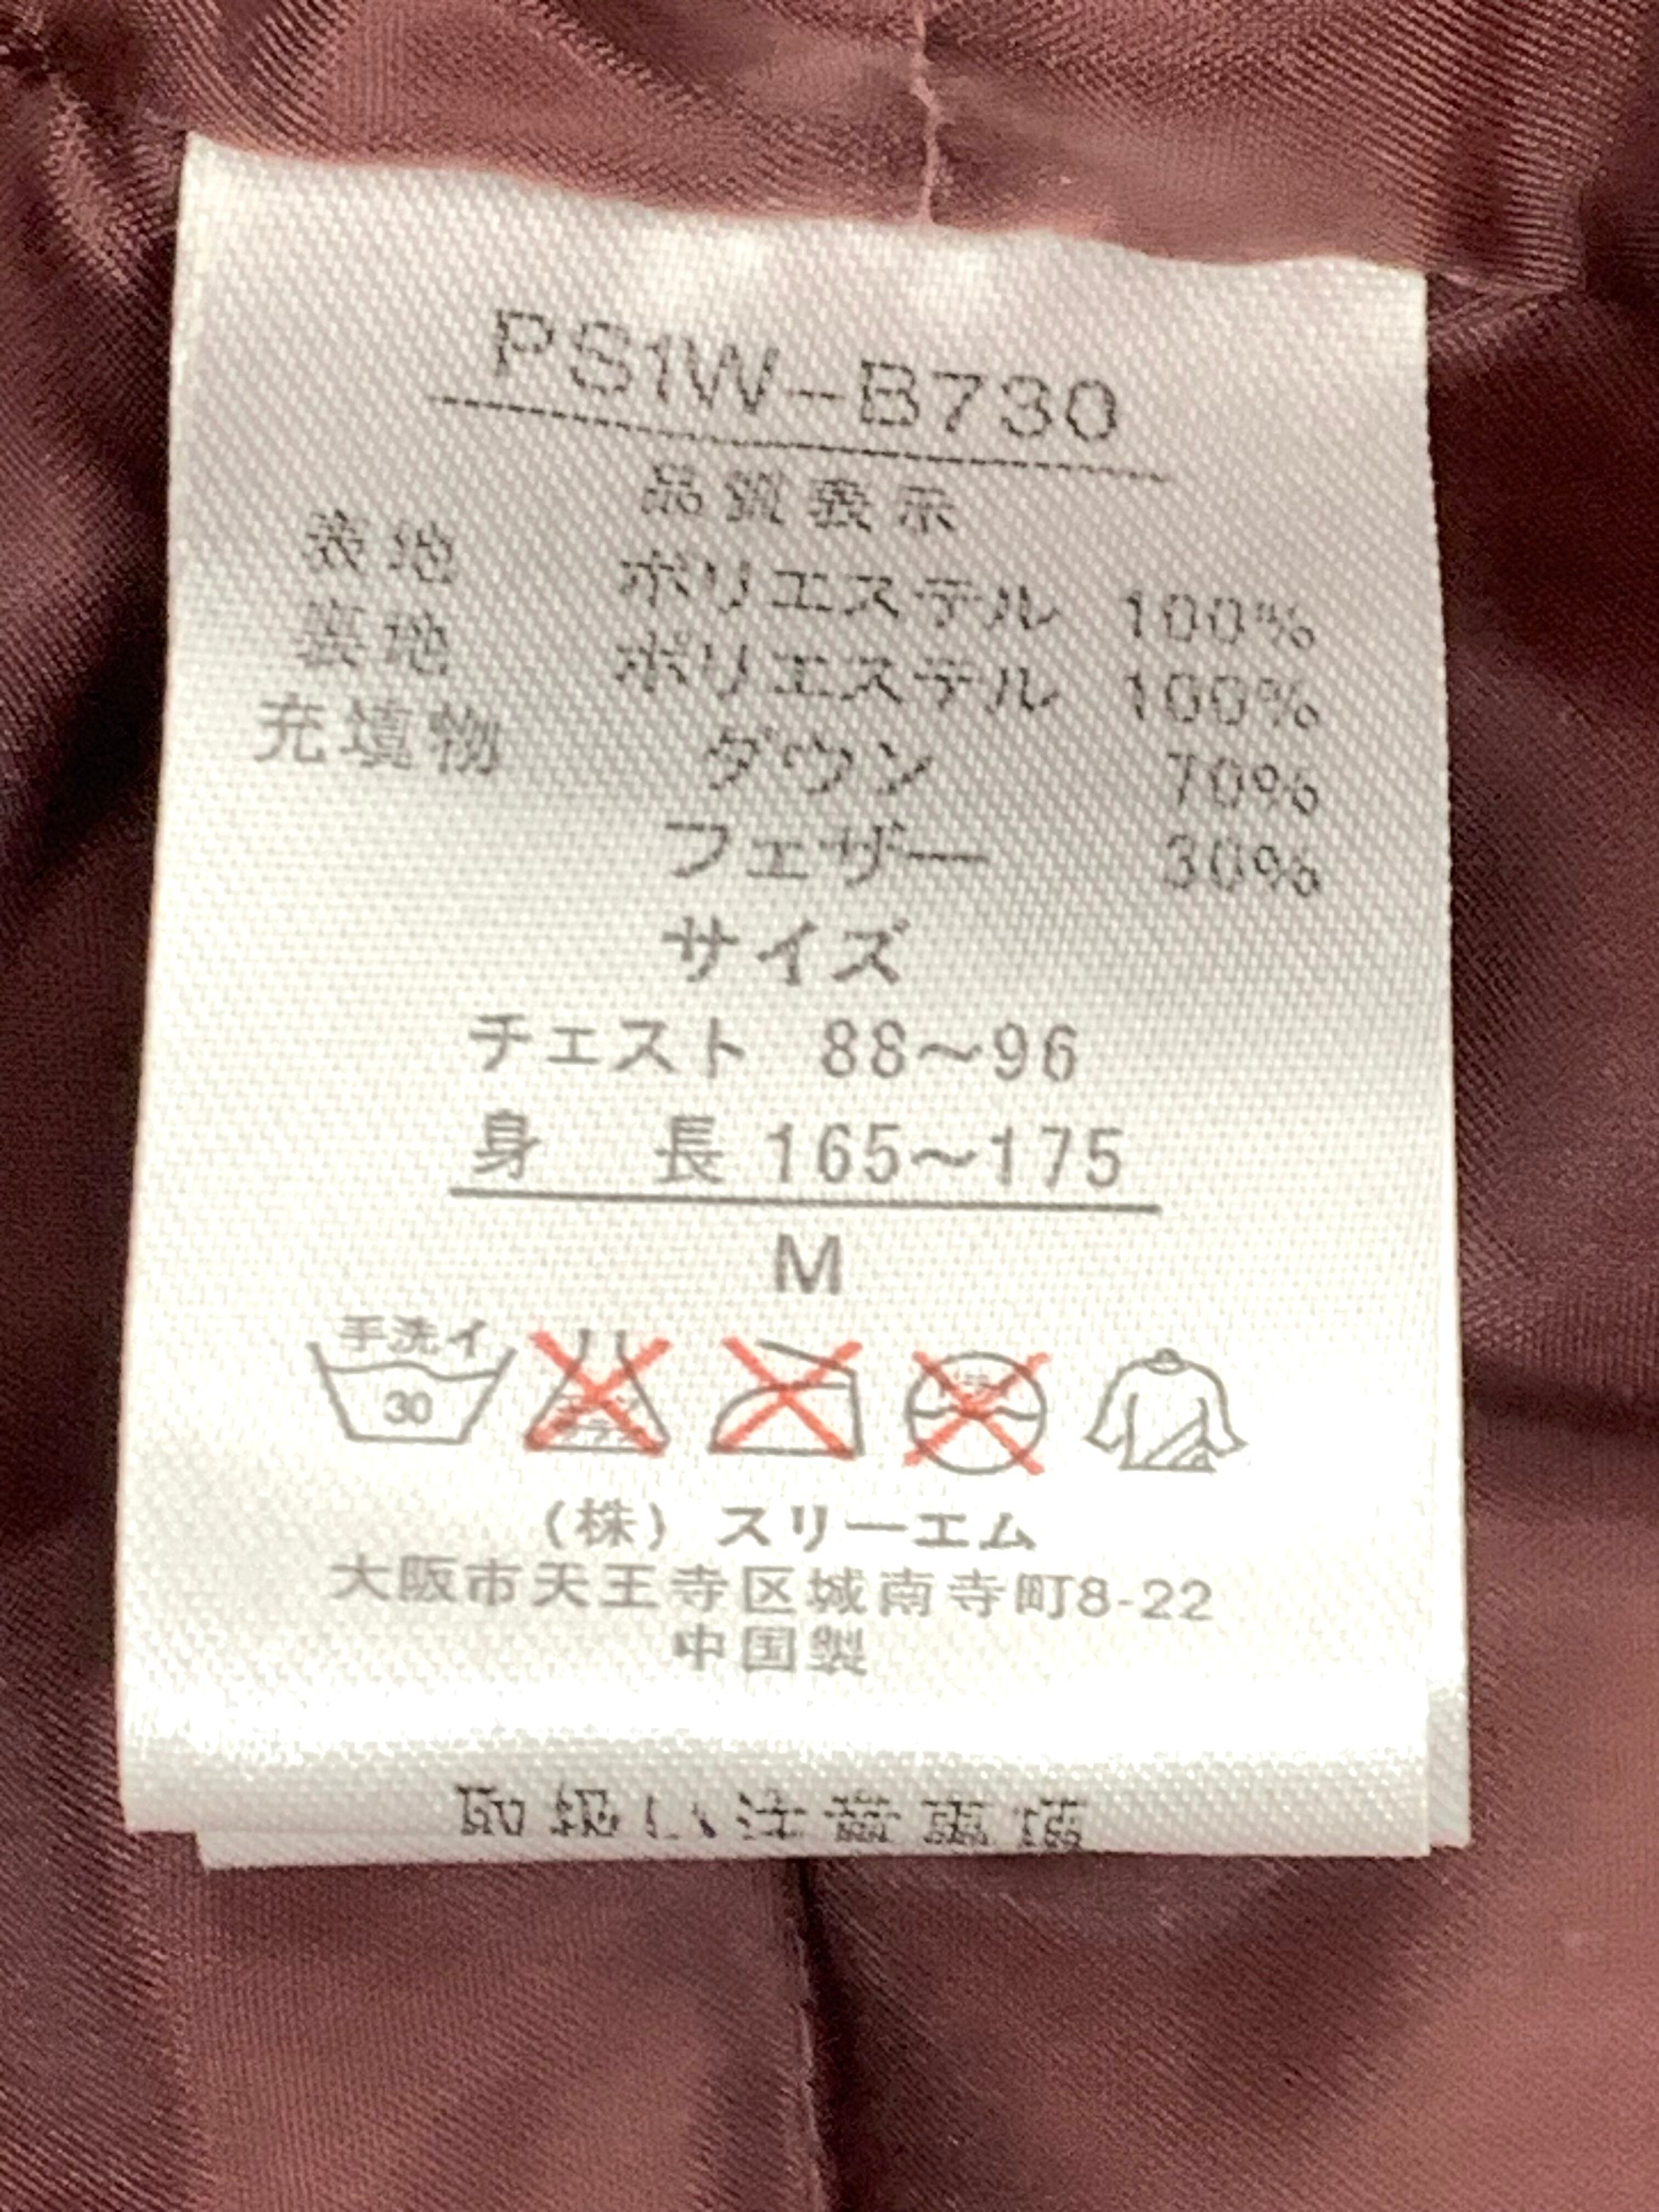 PS1W-B730
品質表示
表地 ポリエステル 100%
裏地 ポリエステル 100%
充填物 ダウン 70%
フェザー 30%
サイズ
チェスト 88～96
身 長 165～175
M
手洗イ
30
(株) スリーエム
大阪市天王寺区城南寺町8-22
中国製
取扱い注意事項